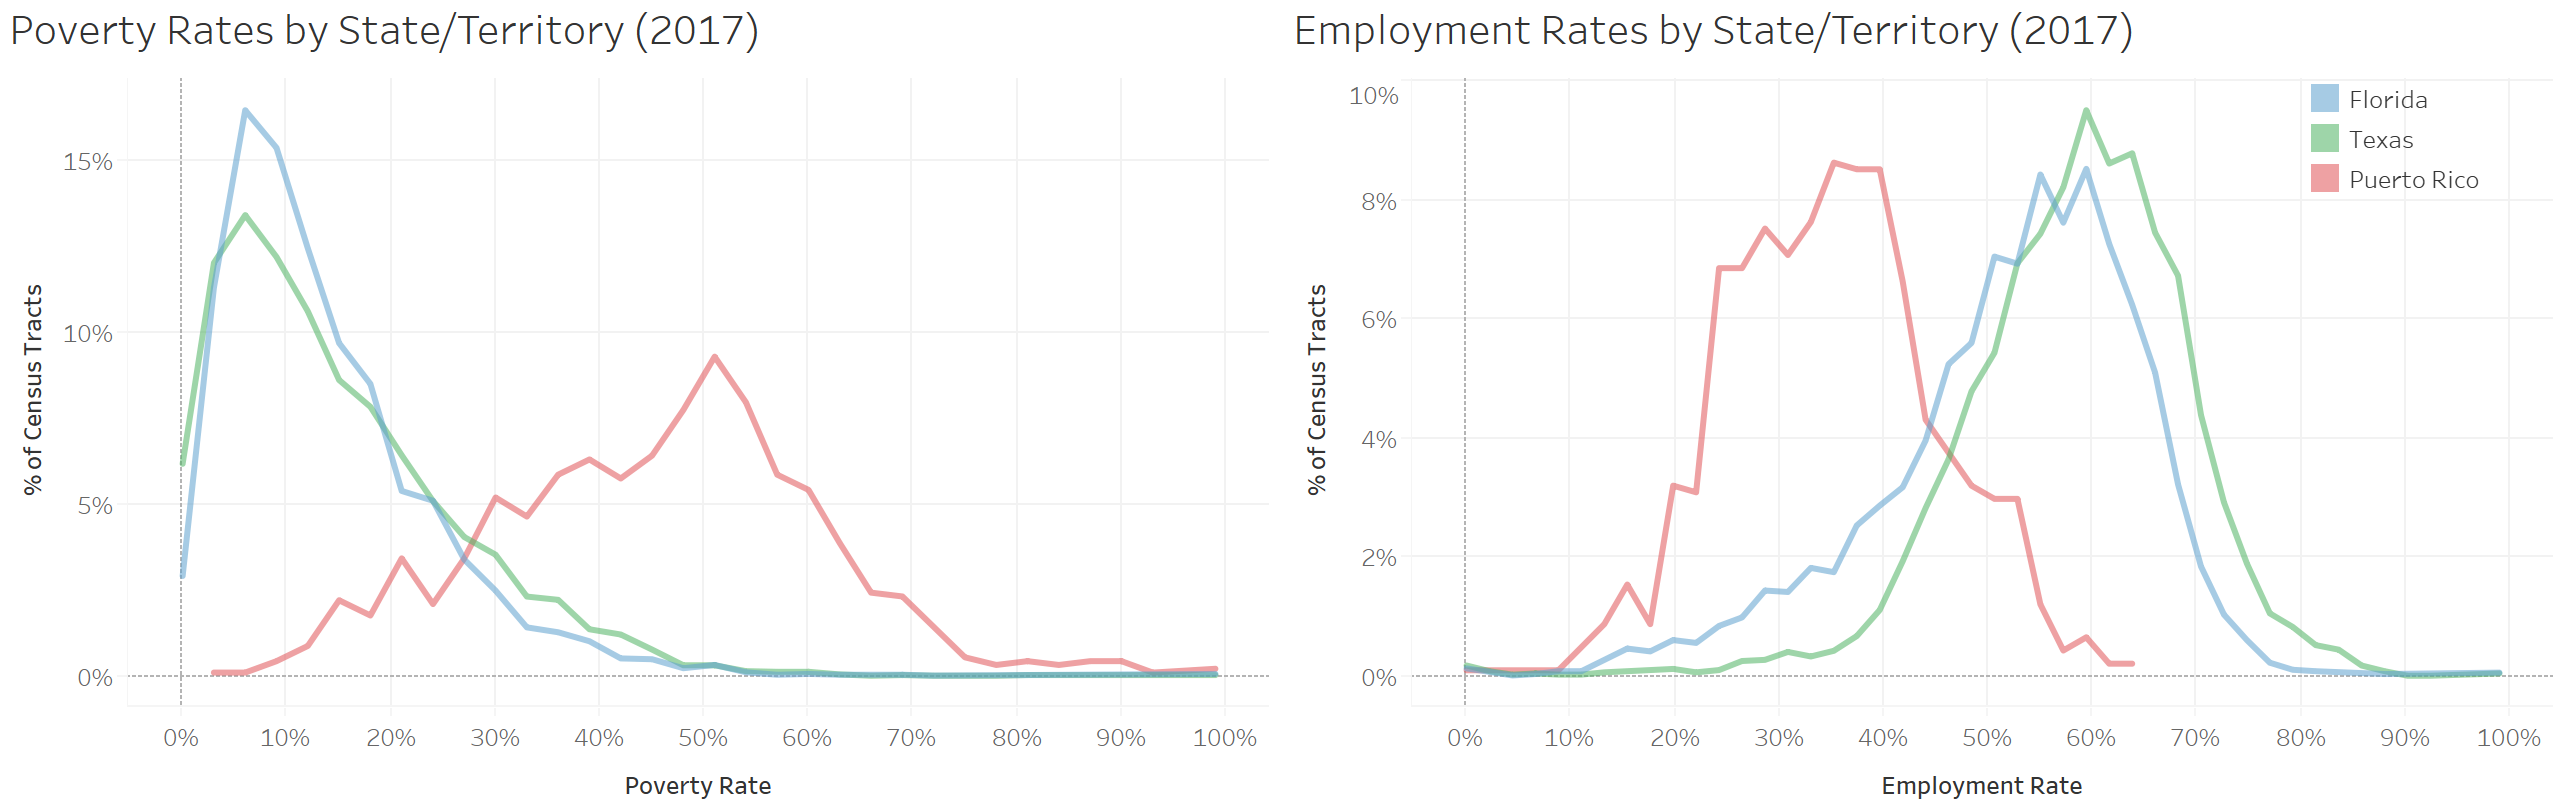 Poverty Rates by State/Territory (2017)
% of Census Tracts
15%
10%
5%
0%
0% 10% 20% 30% 40% 50% 60% 70% 80% 90% 100%
Poverty Rate
Employment Rates by State/Territory (2017)
% of Census Tracts
10%
8%
6%
4%
2%
0%
0% 10% 20% 30% 40% 50% 60% 70% 80% 90% 100%
Employment Rate
Florida
Texas
Puerto Rico